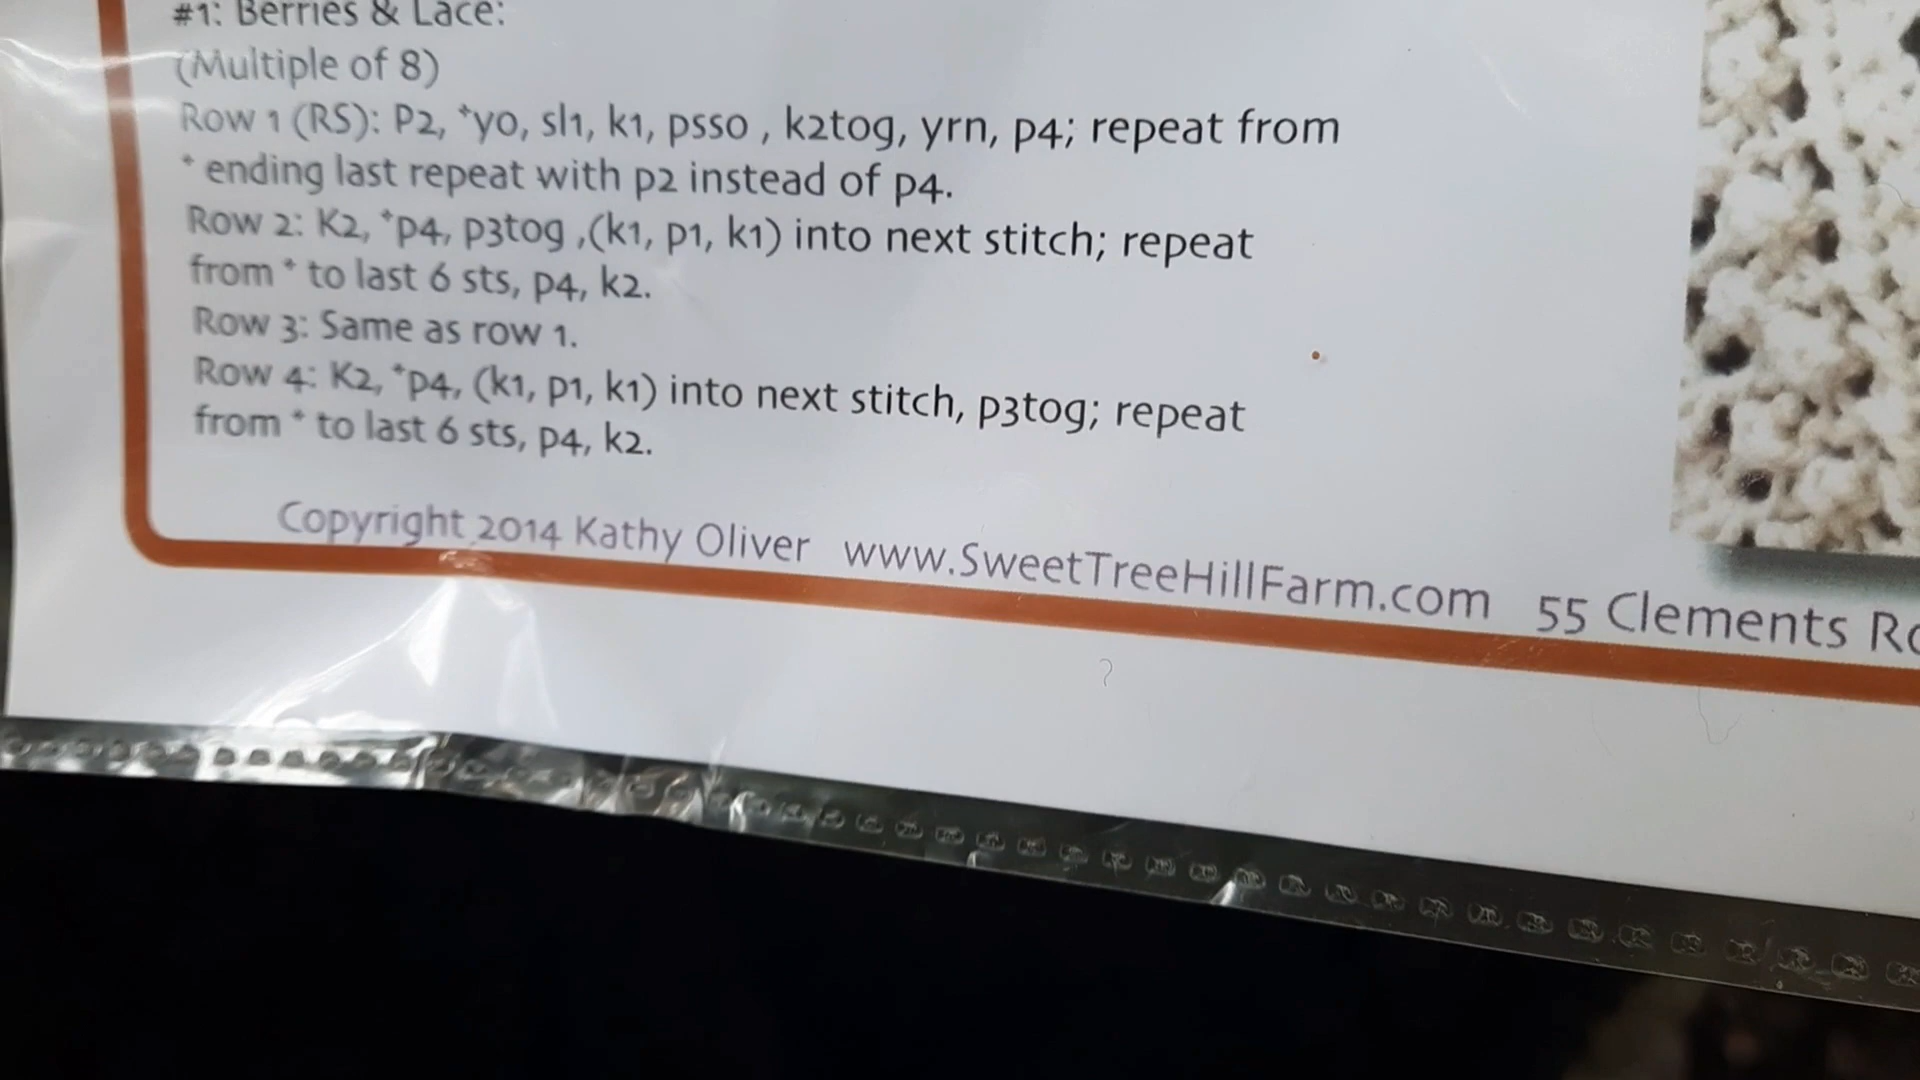 #1: Berries & Lace:
(Multiple of 8)
Row 1 (RS): P2, *yo, sl1, k1, psso , k2tog, yrn, p4; repeat from
* ending last repeat with p2 instead of p4.
Row 2: K2, *p4, p3tog ,(k1, p1, k1) into next stitch; repeat
from * to last 6 sts, p4, k2.
Row 3: Same as row 1.
Row 4: K2, *p4, (k1, p1, k1) into next stitch, p3tog; repeat
from * to last 6 sts, p4, k2.
Copyright 2014 Kathy Oliver www.SweetTreeHillFarm.com 55 Clements